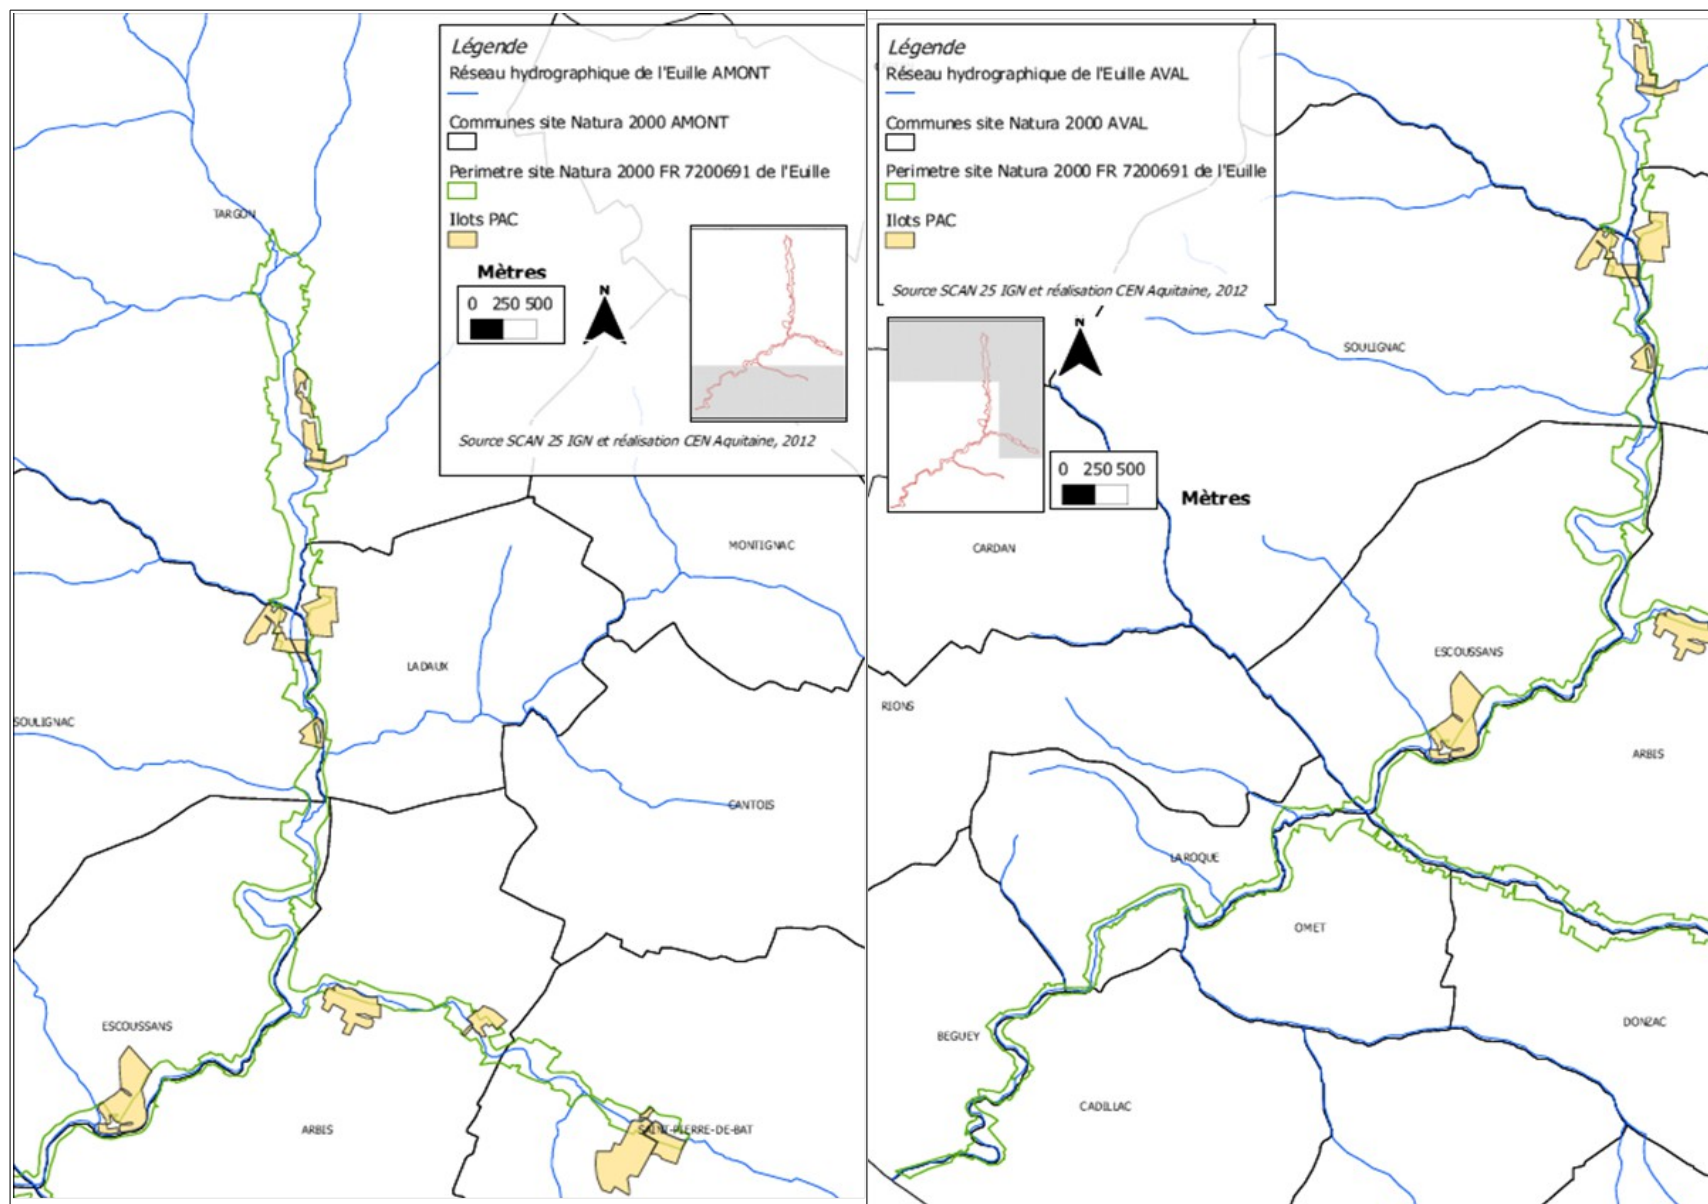 Légende
Réseau hydrographique de l'Euille AMONT
Communes site Natura 2000 AMONT
Perimetre site Natura 2000 FR 7200691 de l'Euille
Ilots PAC
Mètres
0 250 500
N
Source SCAN 25 IGN et réalisation CEN Aquitaine, 2012
TARGON
MONTIGNAC
LADAUX
SOULIGNAC
CANTOIS
ESCOUSSANS
ARBIS
SAINT-PIERRE-DE-BAT
Légende
Réseau hydrographique de l'Euille AVAL
Communes site Natura 2000 AVAL
Perimetre site Natura 2000 FR 7200691 de l'Euille
Ilots PAC
Source SCAN 25 IGN et réalisation CEN Aquitaine, 2012
N
0 250 500
Mètres
SOULIGNAC
CARDAN
ESCOUSSANS
RIONS
ARBIS
LAROQUE
OMET
DONZAC
BEGUEY
CADILLAC